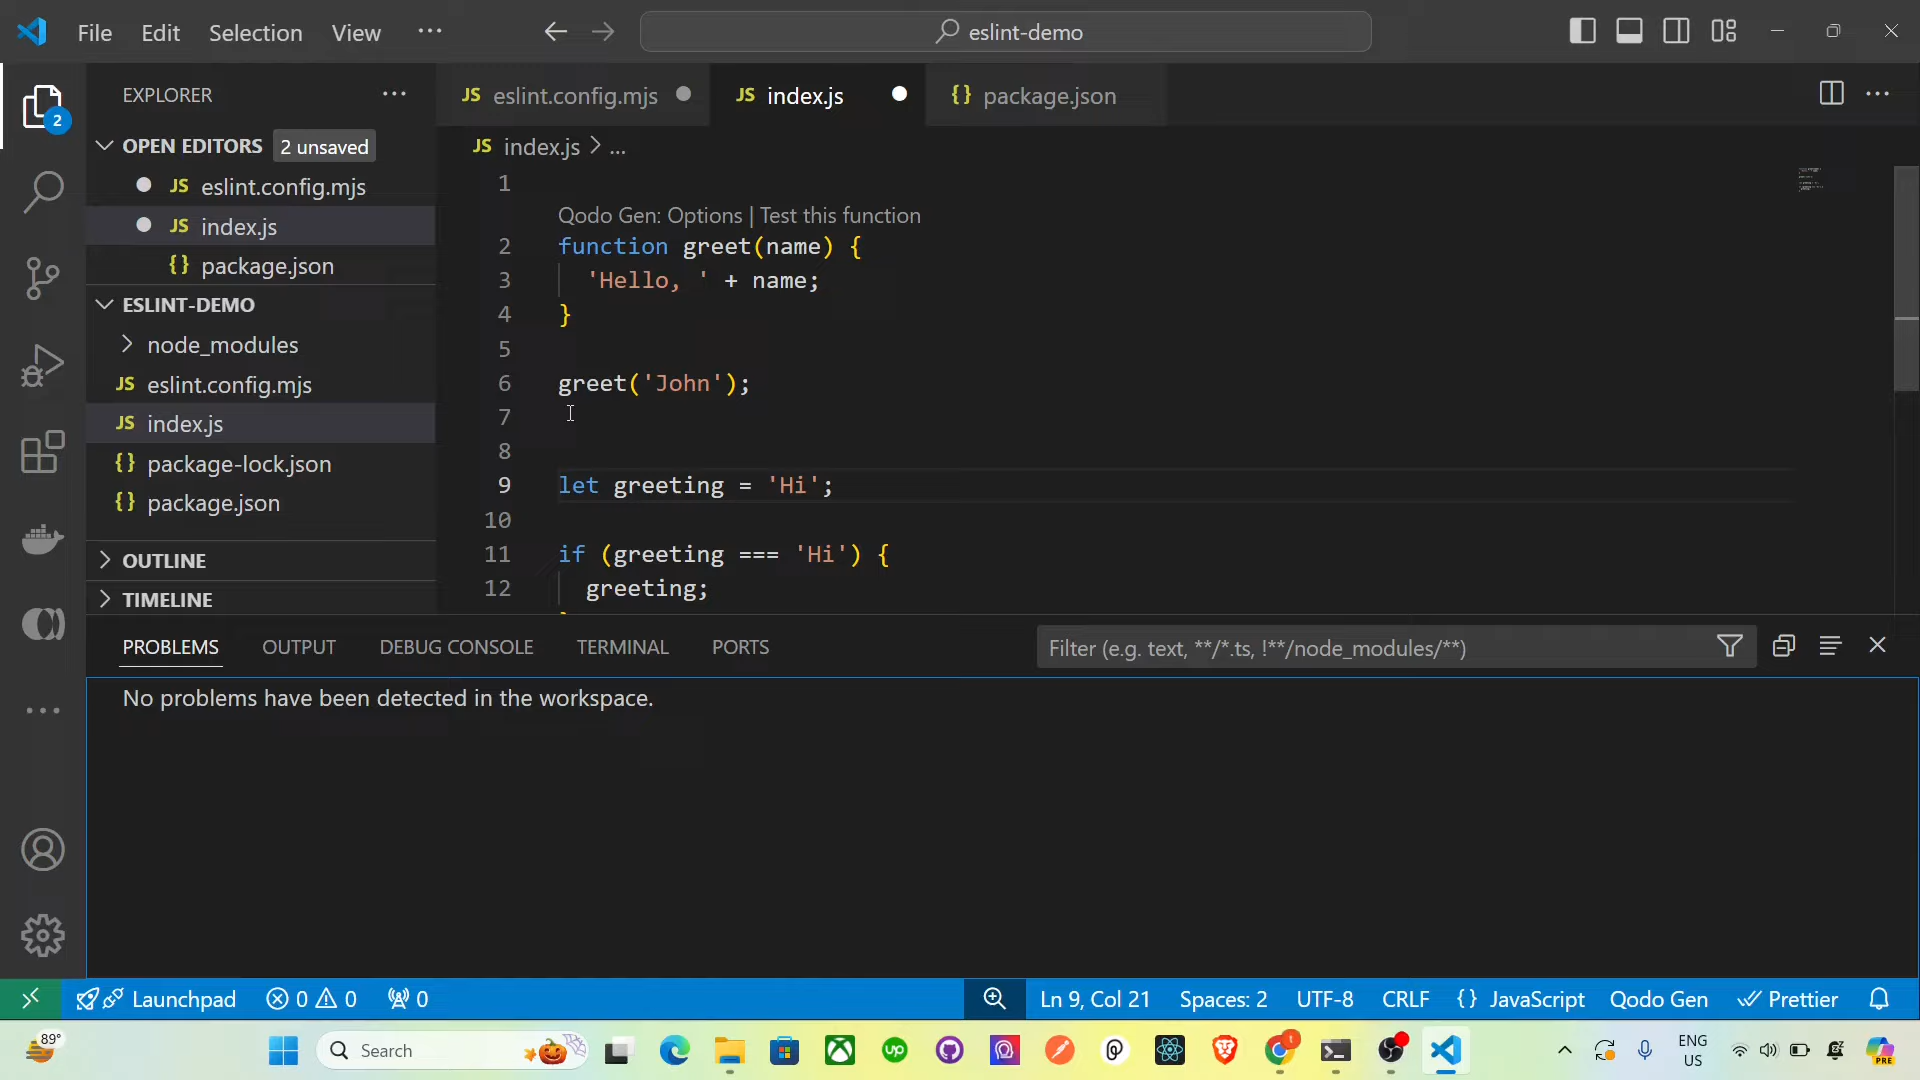 File Edit Selection View ···
eslint-demo
EXPLORER
2
OPEN EDITORS 2 unsaved
JS eslint.config.mjs
JS index.js
{} package.json
ESLINT-DEMO
node_modules
JS eslint.config.mjs
JS index.js
{} package-lock.json
{} package.json
OUTLINE
TIMELINE
JS eslint.config.mjs JS index.js {} package.json
JS index.js > ...
1
Qodo Gen: Options | Test this function
2 function greet(name) {
3 'Hello, ' + name;
4 }
5
6 greet('John');
7
8
9 let greeting = 'Hi';
10
11 if (greeting === 'Hi') {
12 greeting;
PROBLEMS OUTPUT DEBUG CONSOLE TERMINAL PORTS
Filter (e.g. text, **/*.ts, !**/node_modules/**)
No problems have been detected in the workspace.
Launchpad 0 0 0 Ln 9, Col 21 Spaces: 2 UTF-8 CRLF {} JavaScript Qodo Gen Prettier
89° Search up ENG
US
PRE